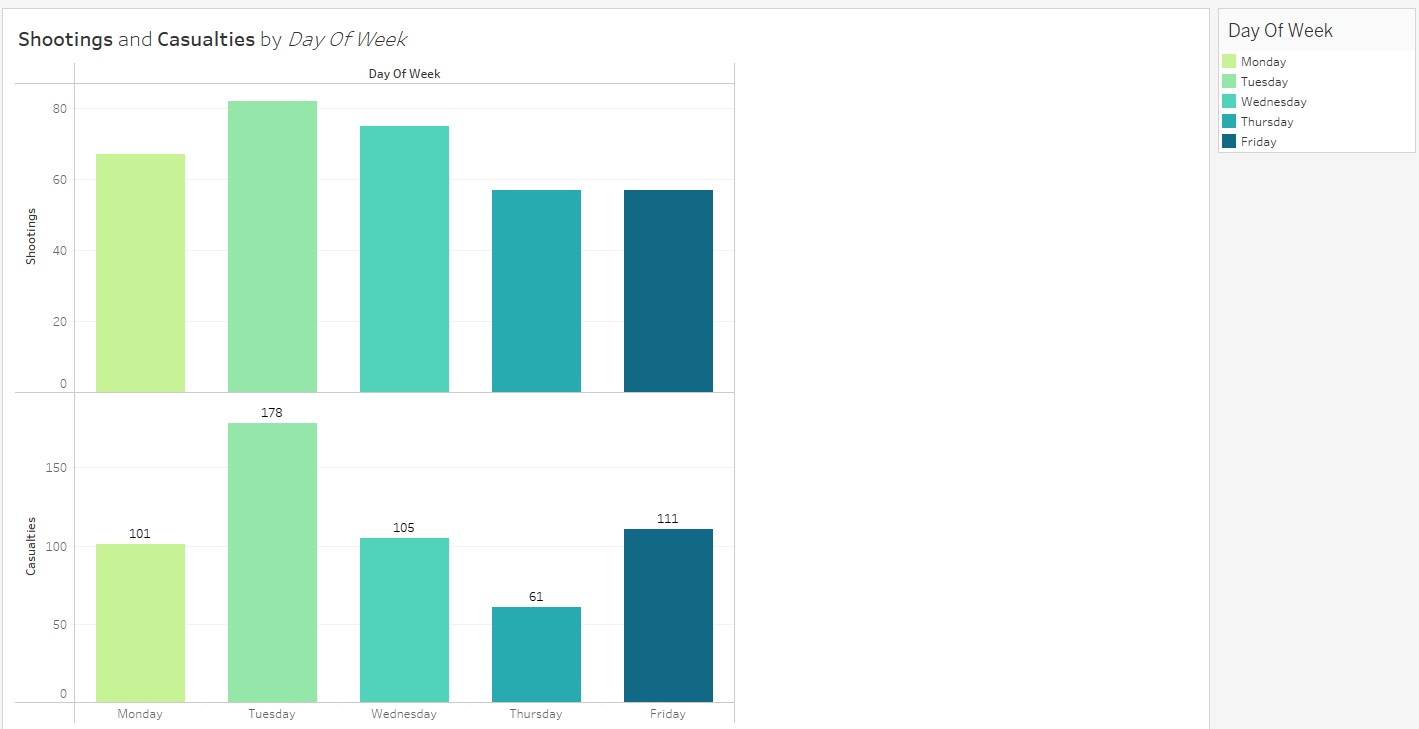 Shootings and Casualties by Day Of Week
Day Of Week
Shootings
80
60
40
20
0
Casualties
150
100
50
0
101
178
105
61
111
Monday
Tuesday
Wednesday
Thursday
Friday
Day Of Week
Monday
Tuesday
Wednesday
Thursday
Friday